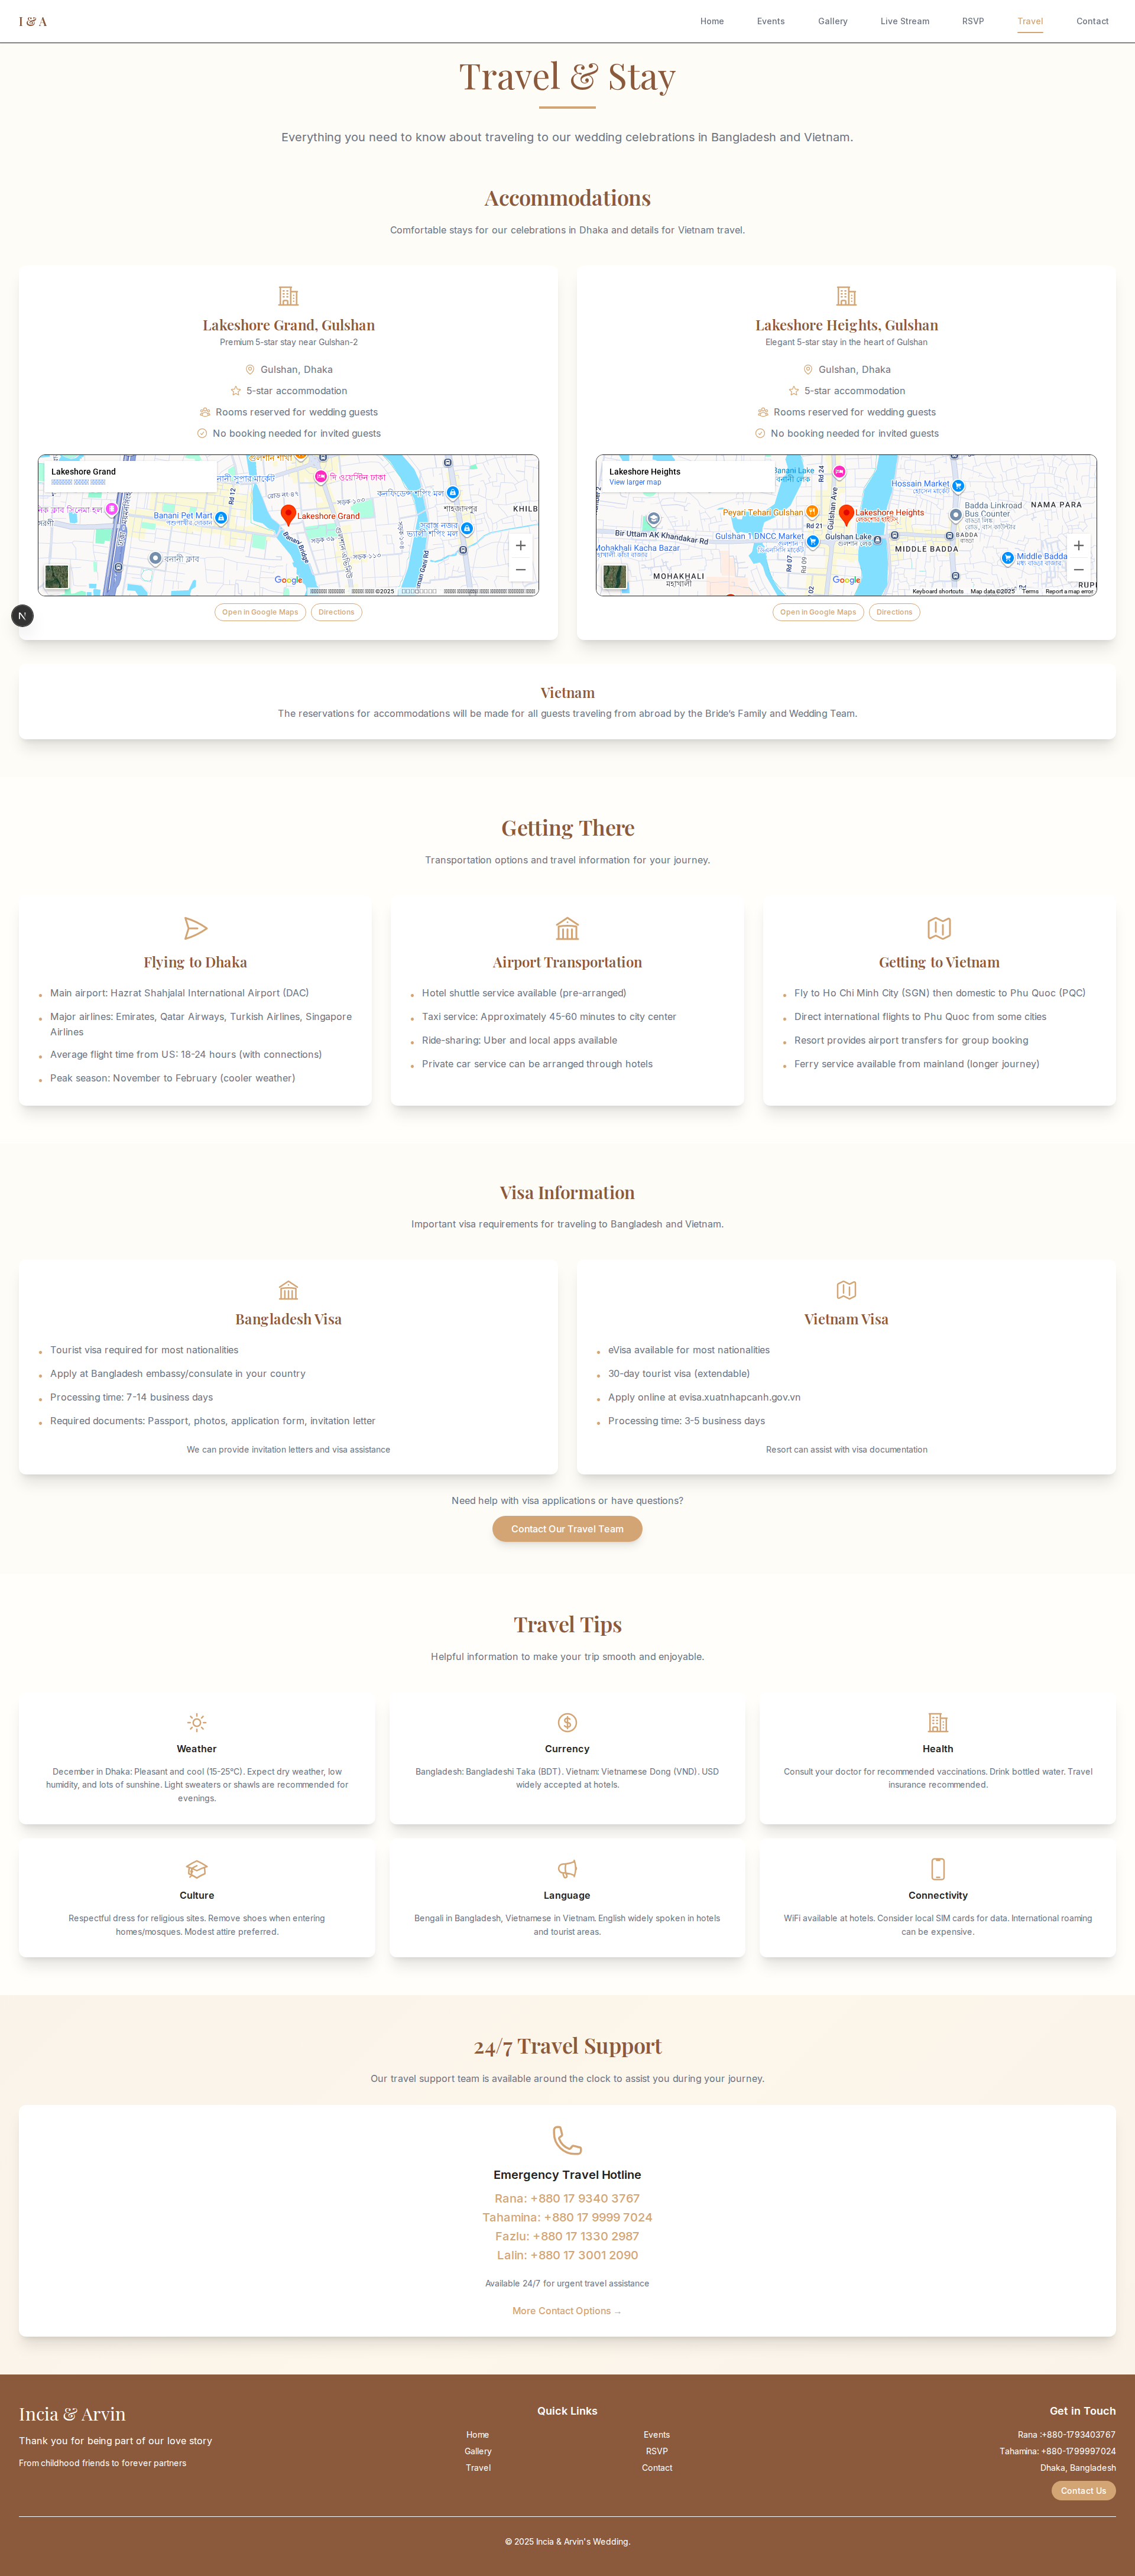 I & A
Home
Events
Gallery
Live Stream
RSVP
Travel
Contact
Travel & Stay
Everything you need to know about traveling to our wedding celebrations in Bangladesh and Vietnam.
Accommodations
Comfortable stays for our celebrations in Dhaka and details for Vietnam travel.
Lakeshore Grand, Gulshan
Premium 5-star stay near Gulshan-2
Gulshan, Dhaka
5-star accommodation
Rooms reserved for wedding guests
No booking needed for invited guests
Lakeshore Grand
Rd 12
Banani Pet Mart
Lakeshore Grand
KHILB
Banani Bridge
Google
©2025
Open in Google Maps
Directions
Lakeshore Heights, Gulshan
Elegant 5-star stay in the heart of Gulshan
Gulshan, Dhaka
5-star accommodation
Rooms reserved for wedding guests
No booking needed for invited guests
Lakeshore Heights
View larger map
Banani Lake
Rd 24
Hossain Market
Gulshan Ave
Peyari Tehari Gulshan
Lakeshore Heights
Badda Linkroad
Bus Counter
NAMA PARA
Rd 21
Bir Uttam AK Khandakar Rd
Gulshan 1 DNCC Market
Gulshan Lake
BADDA
Mohakhali Kacha Bazar
MIDDLE BADDA
Middle Badda
MOHAKHALI
Google
Keyboard shortcuts
Map data ©2025
Terms
Report a map error
Open in Google Maps
Directions
N
Vietnam
The reservations for accommodations will be made for all guests traveling from abroad by the Bride's Family and Wedding Team.
Getting There
Transportation options and travel information for your journey.
Flying to Dhaka
Main airport: Hazrat Shahjalal International Airport (DAC)
Major airlines: Emirates, Qatar Airways, Turkish Airlines, Singapore
Airlines
Average flight time from US: 18-24 hours (with connections)
Peak season: November to February (cooler weather)
Airport Transportation
Hotel shuttle service available (pre-arranged)
Taxi service: Approximately 45-60 minutes to city center
Ride-sharing: Uber and local apps available
Private car service can be arranged through hotels
Getting to Vietnam
Fly to Ho Chi Minh City (SGN) then domestic to Phu Quoc (PQC)
Direct international flights to Phu Quoc from some cities
Resort provides airport transfers for group booking
Ferry service available from mainland (longer journey)
Visa Information
Important visa requirements for traveling to Bangladesh and Vietnam.
Bangladesh Visa
Tourist visa required for most nationalities
Apply at Bangladesh embassy/consulate in your country
Processing time: 7-14 business days
Required documents: Passport, photos, application form, invitation letter
We can provide invitation letters and visa assistance
Vietnam Visa
eVisa available for most nationalities
30-day tourist visa (extendable)
Apply online at evisa.xuatnhapcanh.gov.vn
Processing time: 3-5 business days
Resort can assist with visa documentation
Need help with visa applications or have questions?
Contact Our Travel Team
Travel Tips
Helpful information to make your trip smooth and enjoyable.
Weather
December in Dhaka: Pleasant and cool (15-25°C). Expect dry weather, low
humidity, and lots of sunshine. Light sweaters or shawls are recommended for
evenings.
Currency
Bangladesh: Bangladeshi Taka (BDT). Vietnam: Vietnamese Dong (VND). USD
widely accepted at hotels.
Health
Consult your doctor for recommended vaccinations. Drink bottled water. Travel
insurance recommended.
Culture
Respectful dress for religious sites. Remove shoes when entering
homes/mosques. Modest attire preferred.
Language
Bengali in Bangladesh, Vietnamese in Vietnam. English widely spoken in hotels
and tourist areas.
Connectivity
WiFi available at hotels. Consider local SIM cards for data. International roaming
can be expensive.
24/7 Travel Support
Our travel support team is available around the clock to assist you during your journey.
Emergency Travel Hotline
Rana: +880 17 9340 3767
Tahamina: +880 17 9999 7024
Fazlu: +880 17 1330 2987
Lalin: +880 17 3001 2090
Available 24/7 for urgent travel assistance
More Contact Options →
Incia & Arvin
Thank you for being part of our love story
From childhood friends to forever partners
Quick Links
Home
Events
Gallery
RSVP
Travel
Contact
Get in Touch
Rana :+880-1793403767
Tahamina: +880-1799997024
Dhaka, Bangladesh
Contact Us
© 2025 Incia & Arvin's Wedding.